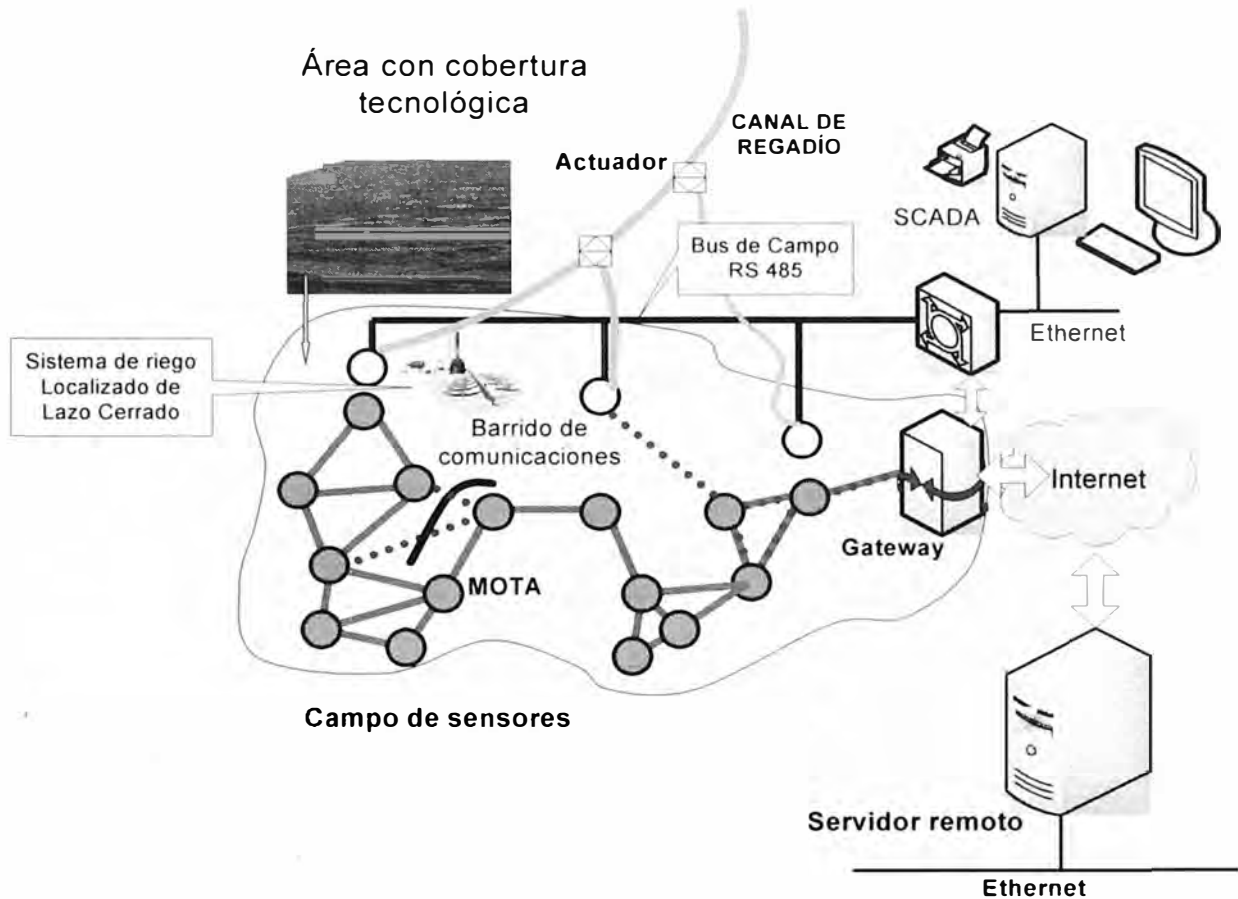 Área con cobertura
tecnológica
CANAL DE
REGADÍO
Actuador
SCADA
Bus de Campo
RS 485
Ethernet
Sistema de riego
Localizado de
Lazo Cerrado
Barrido de
comunicaciones
Internet
Gateway
MOTA
Campo de sensores
Servidor remoto
Ethernet